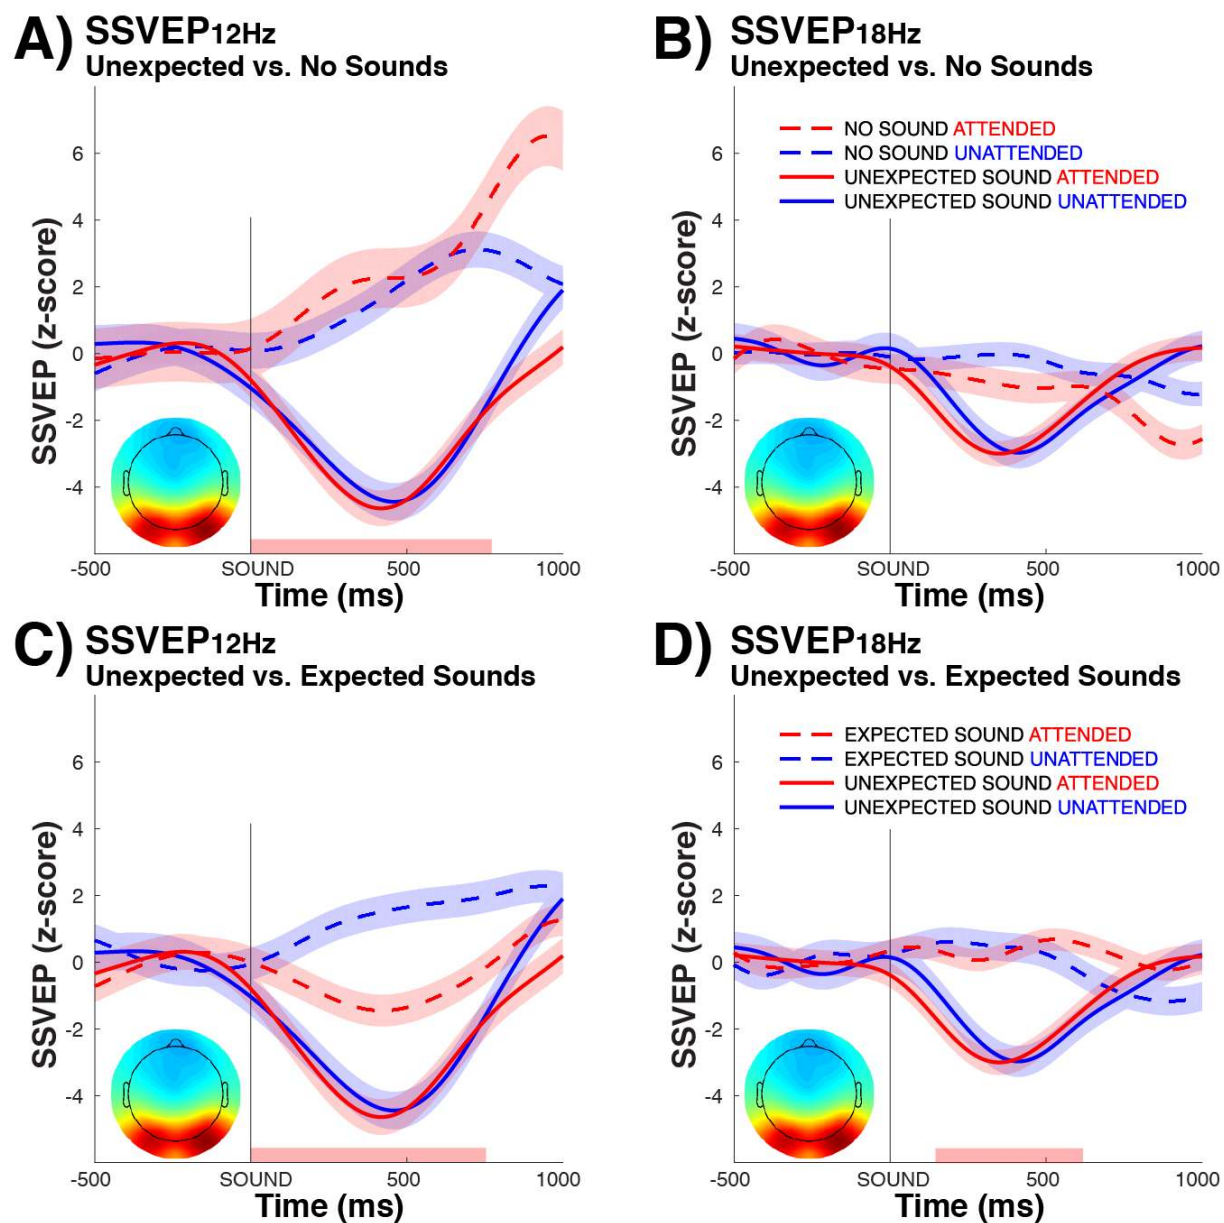 A) SSVEP12Hz
Unexpected vs. No Sounds
SSVEP (z-score)
6
4
2
0
-2
-4
-500
SOUND
500
1000
Time (ms)
B) SSVEP18Hz
Unexpected vs. No Sounds
NO SOUND ATTENDED
NO SOUND UNATTENDED
UNEXPECTED SOUND ATTENDED
UNEXPECTED SOUND UNATTENDED
SSVEP (z-score)
6
4
2
0
-2
-4
-500
SOUND
500
1000
Time (ms)
C) SSVEP12Hz
Unexpected vs. Expected Sounds
SSVEP (z-score)
6
4
2
0
-2
-4
-500
SOUND
500
1000
Time (ms)
D) SSVEP18Hz
Unexpected vs. Expected Sounds
EXPECTED SOUND ATTENDED
EXPECTED SOUND UNATTENDED
UNEXPECTED SOUND ATTENDED
UNEXPECTED SOUND UNATTENDED
SSVEP (z-score)
6
4
2
0
-2
-4
-500
SOUND
500
1000
Time (ms)